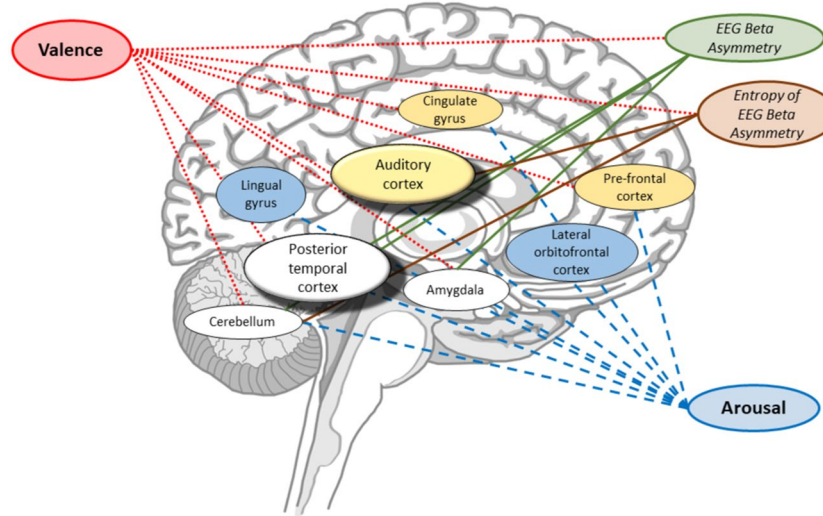 Valence
EEG Beta
Asymmetry
Entropy of
EEG Beta
Asymmetry
Cingulate
gyrus
Auditory
cortex
Lingual
gyrus
Pre-frontal
cortex
Lateral
orbitofrontal
cortex
Posterior
temporal
cortex
Amygdala
Cerebellum
Arousal